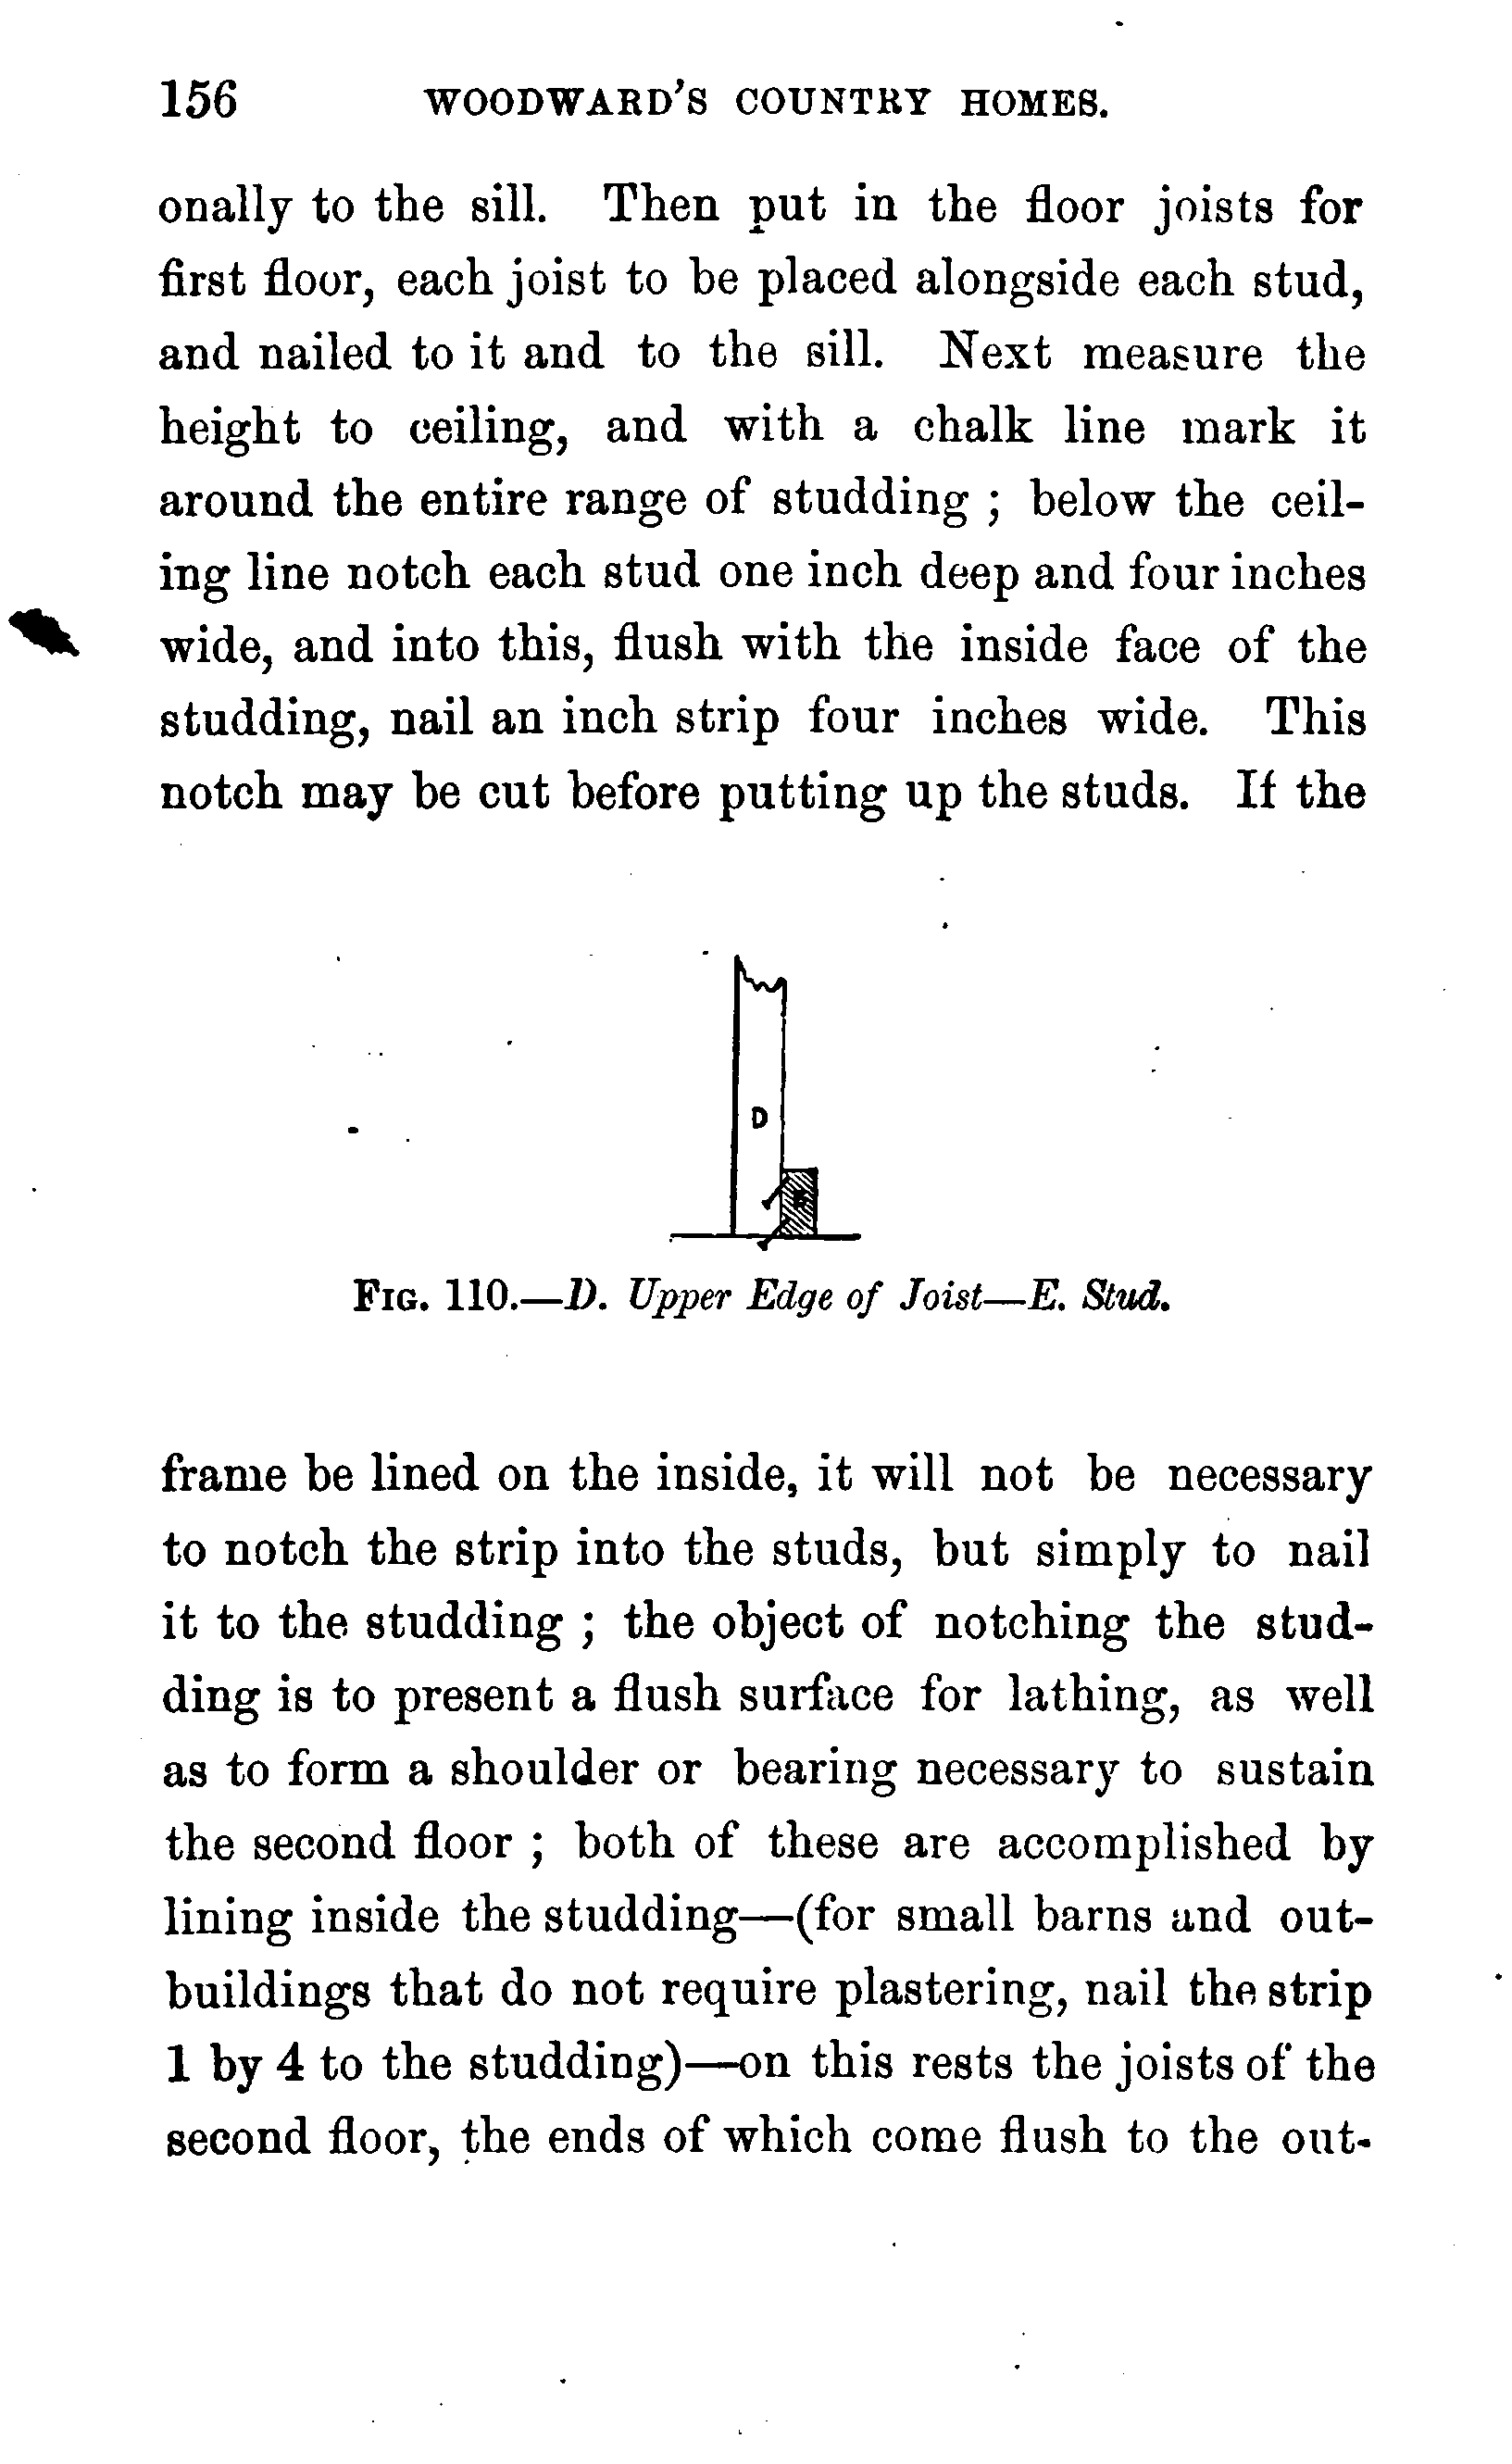 156 WOODWARD'S COUNTRY HOMES.
onally to the sill. Then put in the floor joists for
first floor, each joist to be placed alongside each stud,
and nailed to it and to the sill. Next measure the
height to ceiling, and with a chalk line mark it
around the entire range of studding ; below the ceil-
ing line notch each stud one inch deep and four inches
wide, and into this, flush with the inside face of the
studding, nail an inch strip four inches wide. This
notch may be cut before putting up the studs. If the
D
E
FIG. 110.—D. Upper Edge of Joist—E. Stud.
frame be lined on the inside, it will not be necessary
to notch the strip into the studs, but simply to nail
it to the studding ; the object of notching the stud-
ding is to present a flush surface for lathing, as well
as to form a shoulder or bearing necessary to sustain
the second floor ; both of these are accomplished by
lining inside the studding—(for small barns and out-
buildings that do not require plastering, nail the strip
1 by 4 to the studding)—on this rests the joists of the
second floor, the ends of which come flush to the out-